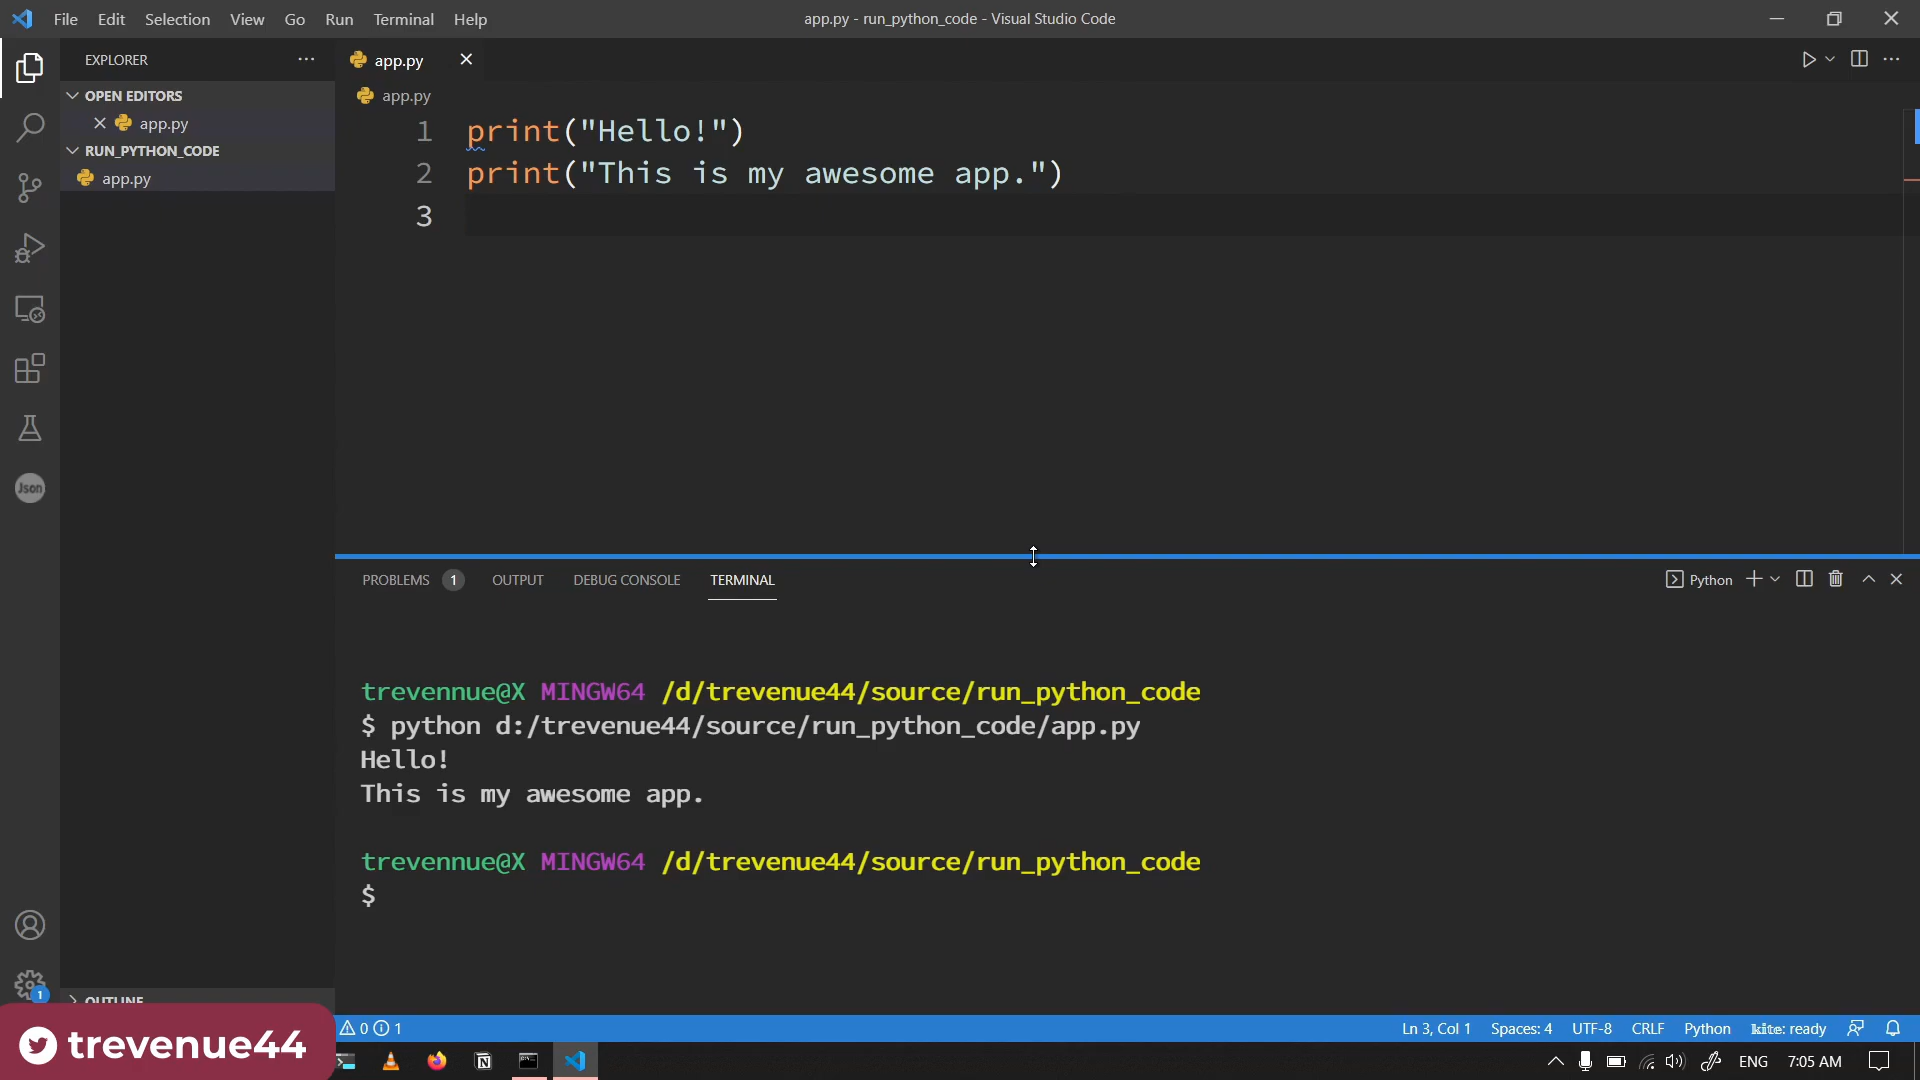 File Edit Selection View Go Run Terminal Help
app.py - run_python_code - Visual Studio Code
EXPLORER
OPEN EDITORS
app.py
RUN_PYTHON_CODE
app.py
Json
1
OUTLINE
app.py
app.py
1 print("Hello!")
2 print("This is my awesome app.")
3
PROBLEMS 1 OUTPUT DEBUG CONSOLE TERMINAL
Python
trevennue@X MINGW64 /d/trevenue44/source/run_python_code
$ python d:/trevenue44/source/run_python_code/app.py
Hello!
This is my awesome app.
trevennue@X MINGW64 /d/trevenue44/source/run_python_code
$
0 1
Ln 3, Col 1 Spaces: 4 UTF-8 CRLF Python kite: ready
trevenue44
ENG 7:05 AM